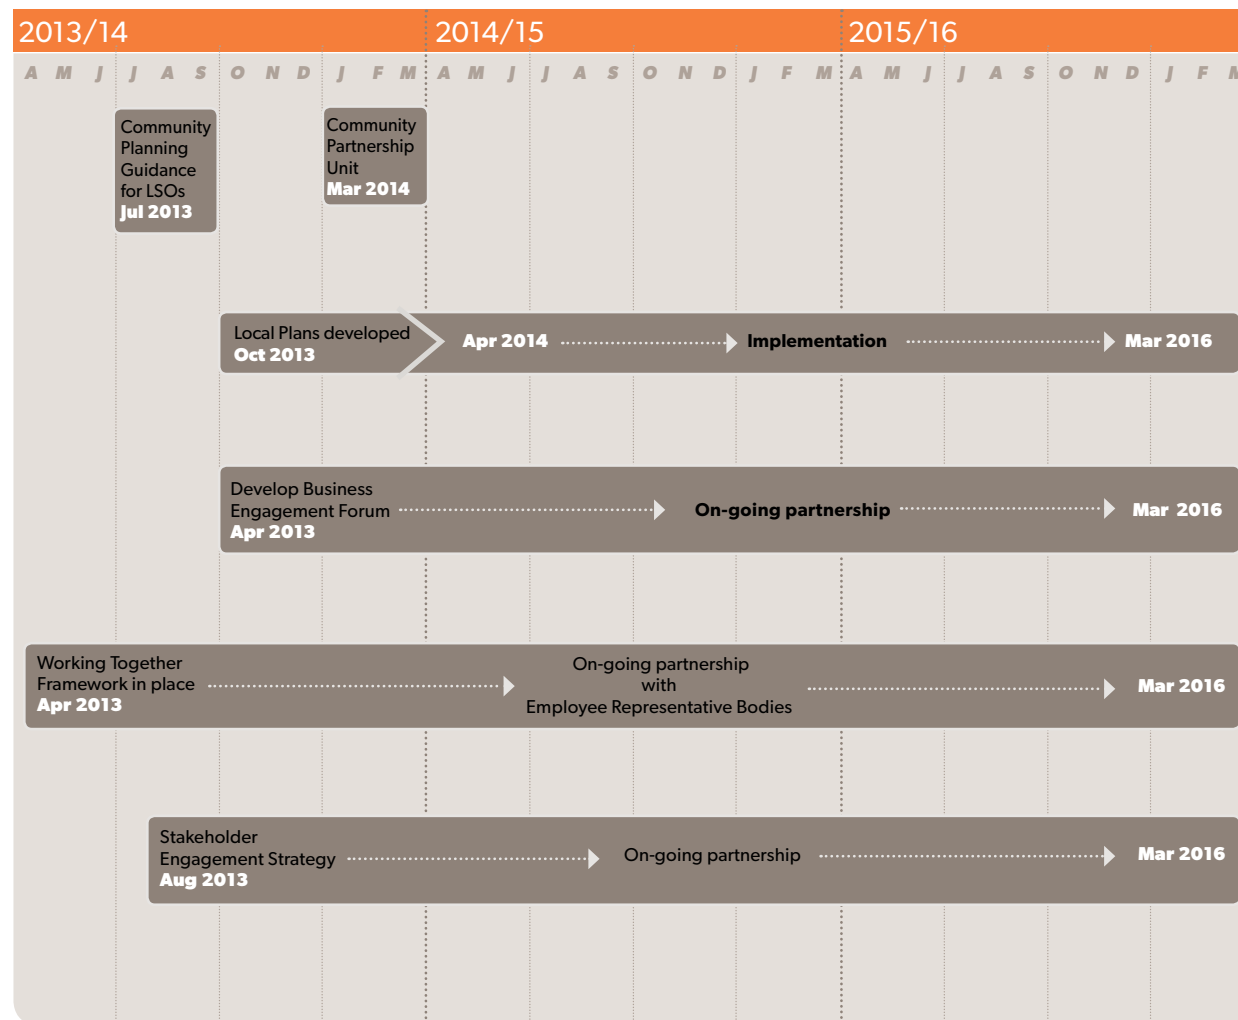 2013/14 2014/15 2015/16
A M J J A S O N D J F M A M J J A S O N D J F M A M J J A S O N D J F M
Community
Planning
Guidance
for LSOs
Jul 2013
Community
Partnership
Unit
Mar 2014
Local Plans developed
Oct 2013
Apr 2014 Implementation Mar 2016
Develop Business
Engagement Forum
Apr 2013
On-going partnership Mar 2016
Working Together
Framework in place
Apr 2013
On-going partnership
with
Employee Representative Bodies
Mar 2016
Stakeholder
Engagement Strategy
Aug 2013
On-going partnership Mar 2016